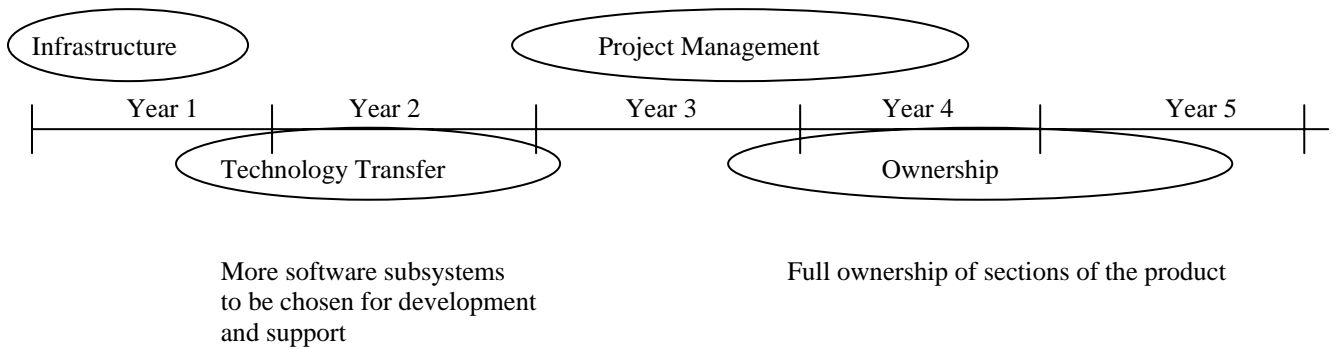 Infrastructure
Project Management
Year 1
Year 2
Year 3
Year 4
Year 5
Technology Transfer
Ownership
More software subsystems
to be chosen for development
and support
Full ownership of sections of the product